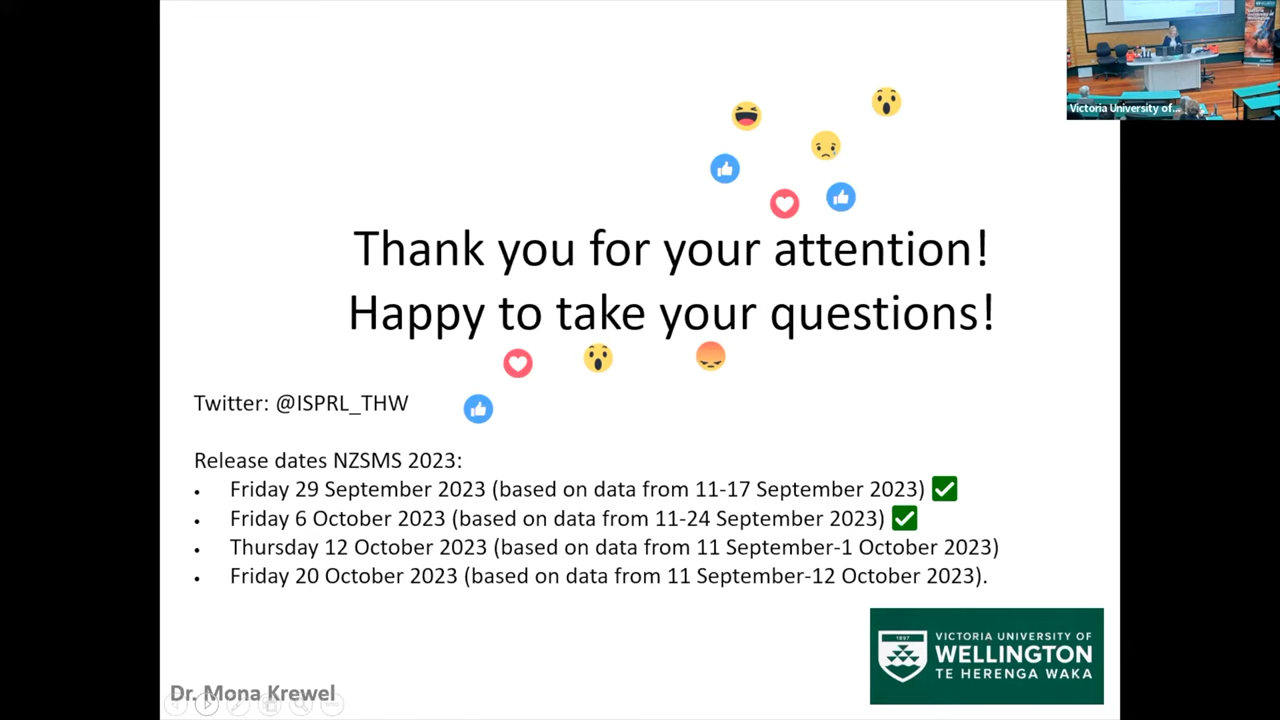 Victoria University of...
Thank you for your attention!
Happy to take your questions!
Twitter: @ISPRL_THW
Release dates NZSMS 2023:
• Friday 29 September 2023 (based on data from 11-17 September 2023)
• Friday 6 October 2023 (based on data from 11-24 September 2023)
• Thursday 12 October 2023 (based on data from 11 September-1 October 2023)
• Friday 20 October 2023 (based on data from 11 September-12 October 2023).
1897
VICTORIA UNIVERSITY OF
WELLINGTON
TE HERENGA WAKA
Dr. Mona Krewel